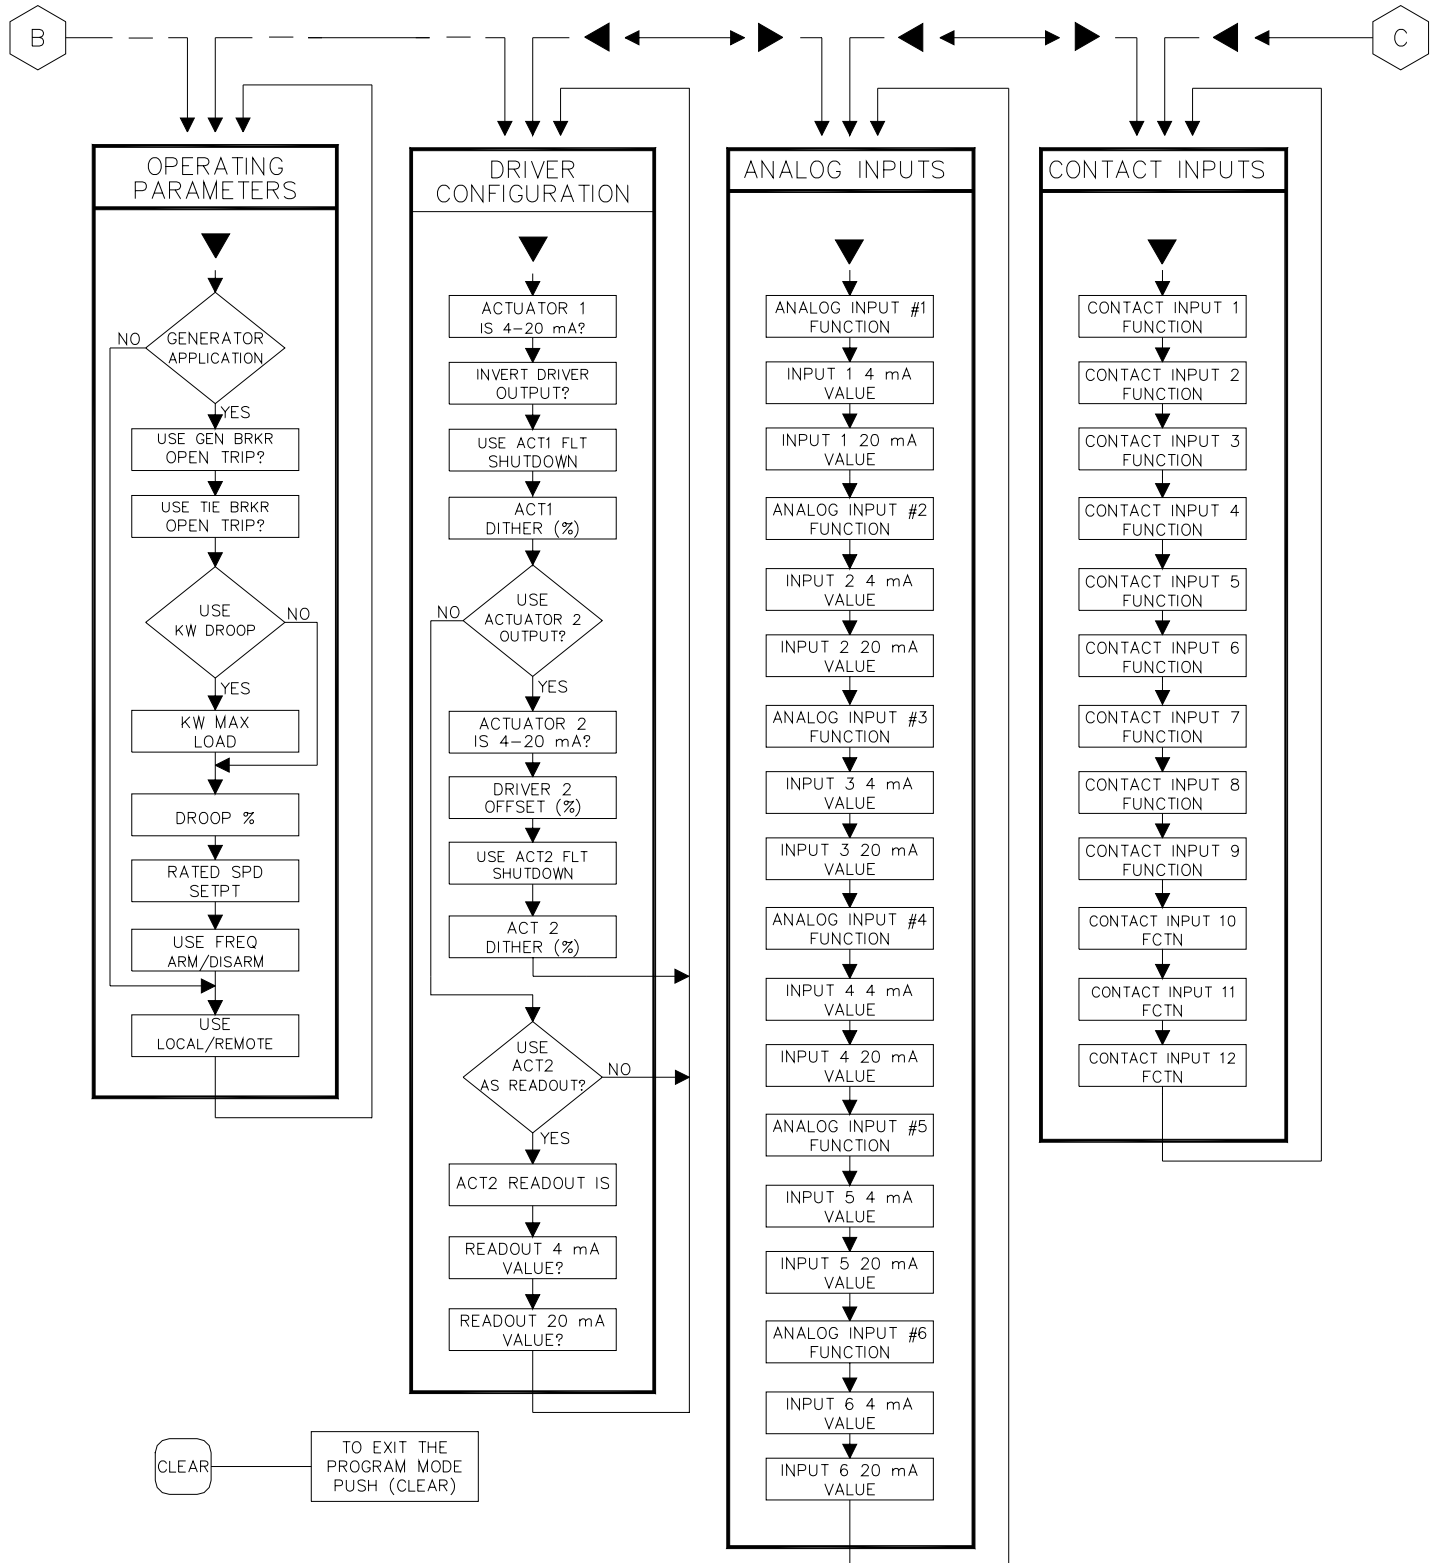 B
C
OPERATING
PARAMETERS
GENERATOR
APPLICATION
NO
YES
USE GEN BRKR
OPEN TRIP?
USE TIE BRKR
OPEN TRIP?
USE
KW DROOP
NO
YES
KW MAX
LOAD
DROOP %
RATED SPD
SETPT
USE FREQ
ARM/DISARM
USE
LOCAL/REMOTE
DRIVER
CONFIGURATION
ACTUATOR 1
IS 4-20 mA?
INVERT DRIVER
OUTPUT?
USE ACT1 FLT
SHUTDOWN
ACT1
DITHER (%)
USE
ACTUATOR 2
OUTPUT?
NO
YES
ACTUATOR 2
IS 4-20 mA?
DRIVER 2
OFFSET (%)
USE ACT2 FLT
SHUTDOWN
ACT 2
DITHER (%)
USE
ACT2
AS READOUT?
NO
YES
ACT2 READOUT IS
READOUT 4 mA
VALUE?
READOUT 20 mA
VALUE?
ANALOG INPUTS
ANALOG INPUT #1
FUNCTION
INPUT 1 4 mA
VALUE
INPUT 1 20 mA
VALUE
ANALOG INPUT #2
FUNCTION
INPUT 2 4 mA
VALUE
INPUT 2 20 mA
VALUE
ANALOG INPUT #3
FUNCTION
INPUT 3 4 mA
VALUE
INPUT 3 20 mA
VALUE
ANALOG INPUT #4
FUNCTION
INPUT 4 4 mA
VALUE
INPUT 4 20 mA
VALUE
ANALOG INPUT #5
FUNCTION
INPUT 5 4 mA
VALUE
INPUT 5 20 mA
VALUE
ANALOG INPUT #6
FUNCTION
INPUT 6 4 mA
VALUE
INPUT 6 20 mA
VALUE
CONTACT INPUTS
CONTACT INPUT 1
FUNCTION
CONTACT INPUT 2
FUNCTION
CONTACT INPUT 3
FUNCTION
CONTACT INPUT 4
FUNCTION
CONTACT INPUT 5
FUNCTION
CONTACT INPUT 6
FUNCTION
CONTACT INPUT 7
FUNCTION
CONTACT INPUT 8
FUNCTION
CONTACT INPUT 9
FUNCTION
CONTACT INPUT 10
FCTN
CONTACT INPUT 11
FCTN
CONTACT INPUT 12
FCTN
CLEAR
TO EXIT THE
PROGRAM MODE
PUSH (CLEAR)